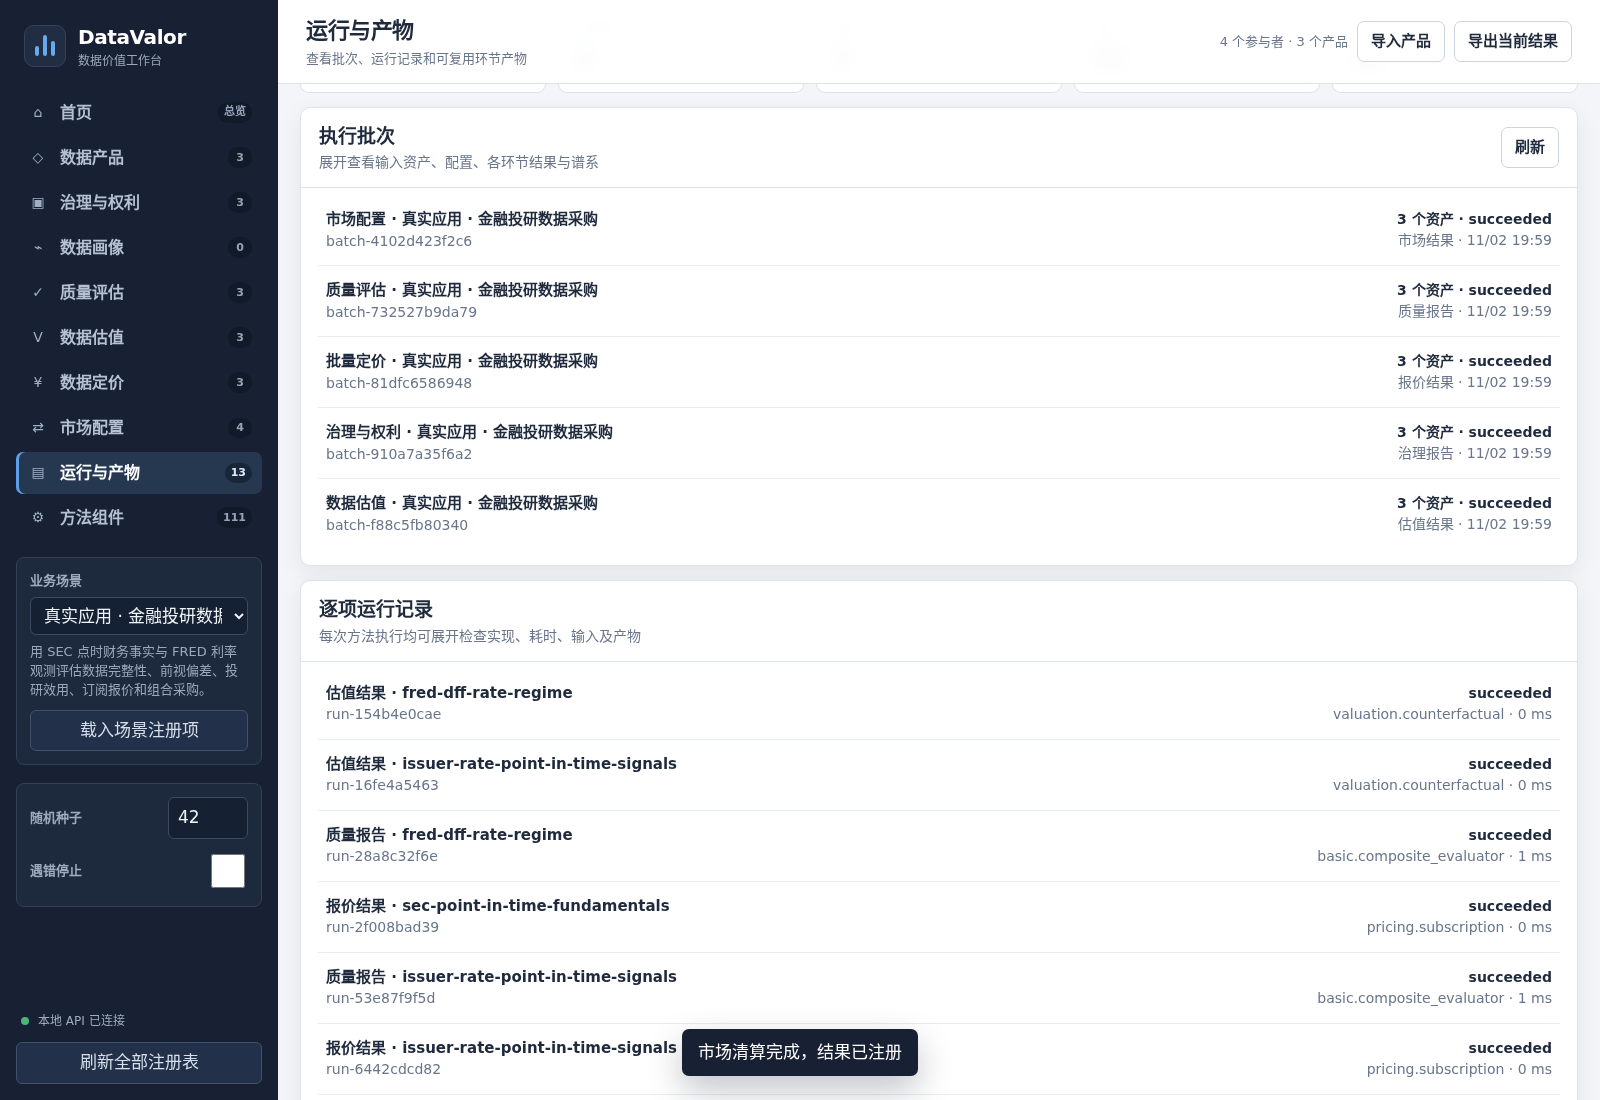 DataValor
数据价值工作台
首页 总览
数据产品 3
治理与权利 3
数据画像 0
质量评估 3
数据估值 3
¥ 数据定价 3
市场配置 4
运行与产物 13
方法组件 111
业务场景
真实应用 · 金融投研数据
用 SEC 点时财务事实与 FRED 利率
观测评估数据完整性、前视偏差、投
研效用、订阅报价和组合采购。
载入场景注册项
随机种子 42
遇错停止
本地 API 已连接
刷新全部注册表
运行与产物
查看批次、运行记录和可复用环节产物
4 个参与者 · 3 个产品
导入产品
导出当前结果
执行批次
展开查看输入资产、配置、各环节结果与谱系
刷新
市场配置 · 真实应用 · 金融投研数据采购 3 个资产 · succeeded
batch-4102d423f2c6 市场结果 · 11/02 19:59
质量评估 · 真实应用 · 金融投研数据采购 3 个资产 · succeeded
batch-732527b9da79 质量报告 · 11/02 19:59
批量定价 · 真实应用 · 金融投研数据采购 3 个资产 · succeeded
batch-81dfc6586948 报价结果 · 11/02 19:59
治理与权利 · 真实应用 · 金融投研数据采购 3 个资产 · succeeded
batch-910a7a35f6a2 治理报告 · 11/02 19:59
数据估值 · 真实应用 · 金融投研数据采购 3 个资产 · succeeded
batch-f88c5fb80340 估值结果 · 11/02 19:59
逐项运行记录
每次方法执行均可展开检查实现、耗时、输入及产物
估值结果 · fred-dff-rate-regime succeeded
run-154b4e0cae valuation.counterfactual · 0 ms
估值结果 · issuer-rate-point-in-time-signals succeeded
run-16fe4a5463 valuation.counterfactual · 0 ms
质量报告 · fred-dff-rate-regime succeeded
run-28a8c32f6e basic.composite_evaluator · 1 ms
报价结果 · sec-point-in-time-fundamentals succeeded
run-2f008bad39 pricing.subscription · 0 ms
质量报告 · issuer-rate-point-in-time-signals succeeded
run-53e87f9f5d basic.composite_evaluator · 1 ms
报价结果 · issuer-rate-point-in-time-signals succeeded
run-6442cdcd82 pricing.subscription · 0 ms
市场清算完成，结果已注册